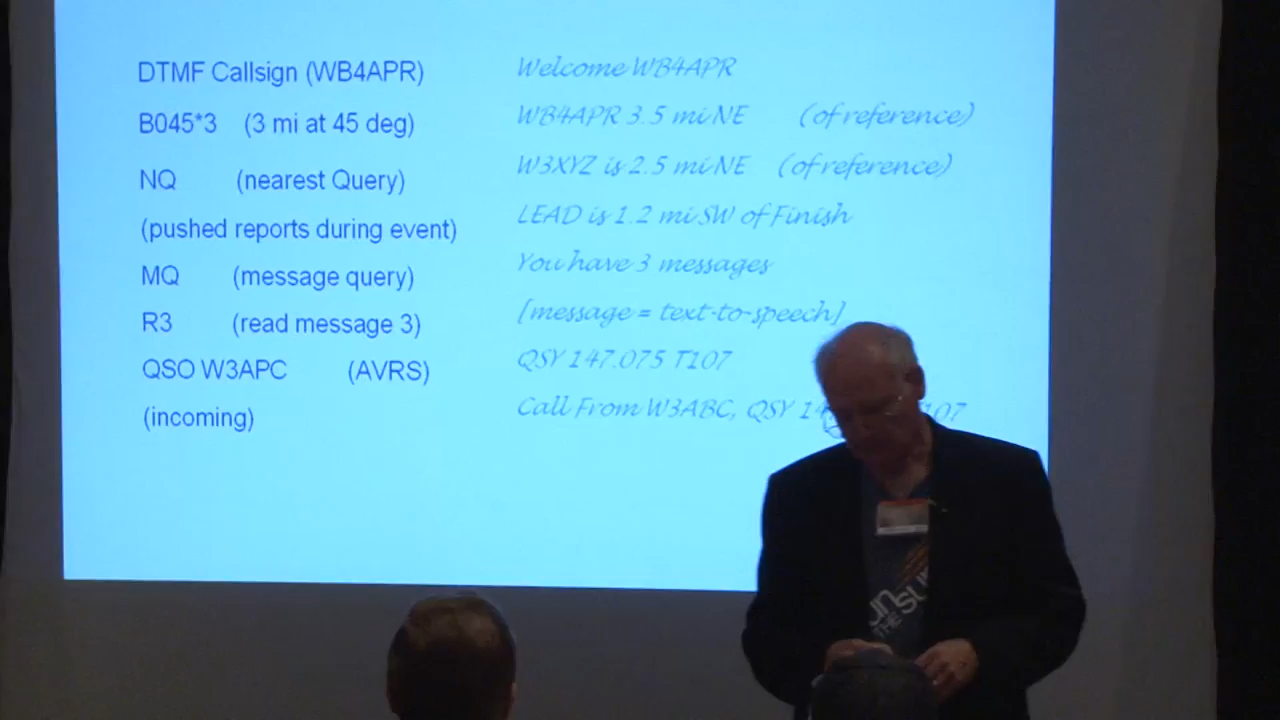 DTMF Callsign (WB4APR) Welcome WB4APR
B045*3 (3 mi at 45 deg) WB4APR 3.5 mi NE (of reference)
NQ (nearest Query) W3XYZ is 2.5 mi NE (of reference)
(pushed reports during event) LEAD is 1.2 mi SW of Finish
MQ (message query) You have 3 messages
R3 (read message 3) [message = text-to-speech]
QSO W3APC (AVRS) QSY 147.075 T107
(incoming) Call From W3ABC, QSY
THE